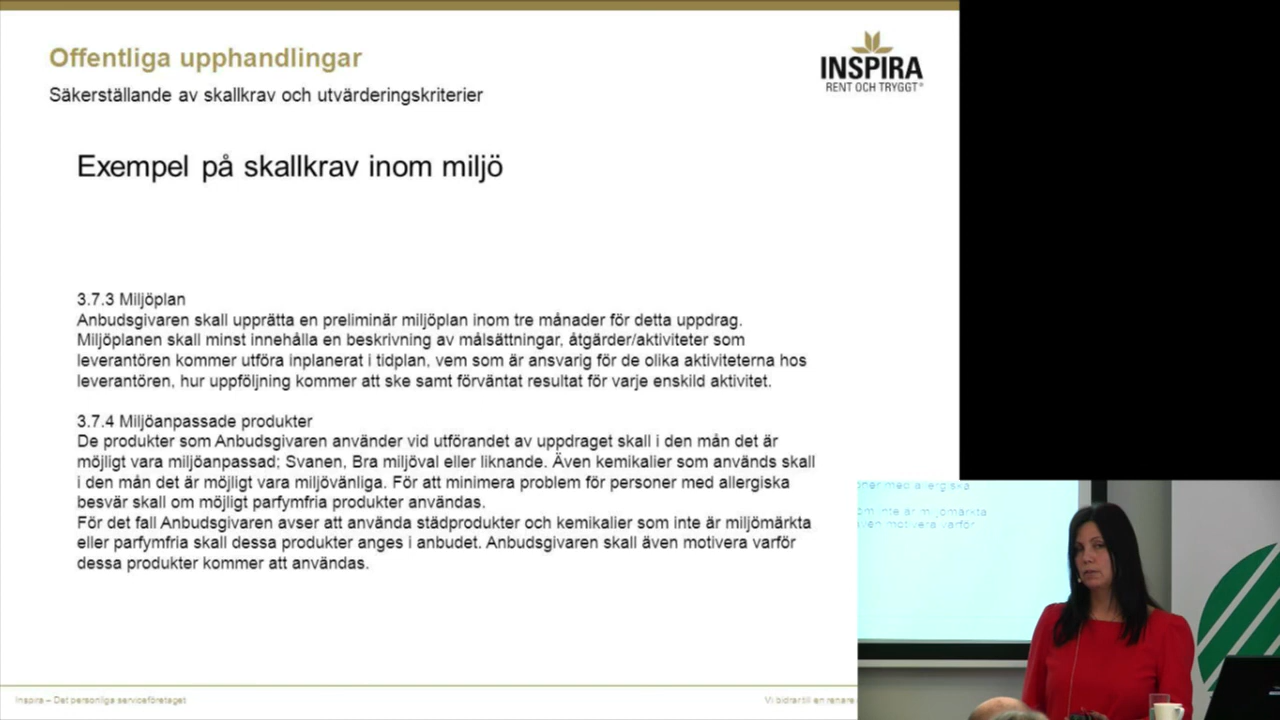 Offentliga upphandlingar
Säkerställande av skallkrav och utvärderingskriterier
INSPIRA
RENT OCH TRYGGT®
Exempel på skallkrav inom miljö
3.7.3 Miljöplan
Anbudsgivaren skall upprätta en preliminär miljöplan inom tre månader för detta uppdrag.
Miljöplanen skall minst innehålla en beskrivning av målsättningar, åtgärder/aktiviteter som
leverantören kommer utföra inplanerat i tidplan, vem som är ansvarig för de olika aktiviteterna hos
leverantören, hur uppföljning kommer att ske samt förväntat resultat för varje enskild aktivitet.
3.7.4 Miljöanpassade produkter
De produkter som Anbudsgivaren använder vid utförandet av uppdraget skall i den mån det är
möjligt vara miljöanpassad; Svanen, Bra miljöval eller liknande. Även kemikalier som används skall
i den mån det är möjligt vara miljövänliga. För att minimera problem för personer med allergiska
besvär skall om möjligt parfymfria produkter användas.
För det fall Anbudsgivaren avser att använda städprodukter och kemikalier som inte är miljömärkta
eller parfymfria skall dessa produkter anges i anbudet. Anbudsgivaren skall även motivera varför
dessa produkter kommer att användas.
Inspira – Det personliga serviceföretaget
Vi bidrar till en renare
med allergiska
inte är miljömärkta
även motivera varför